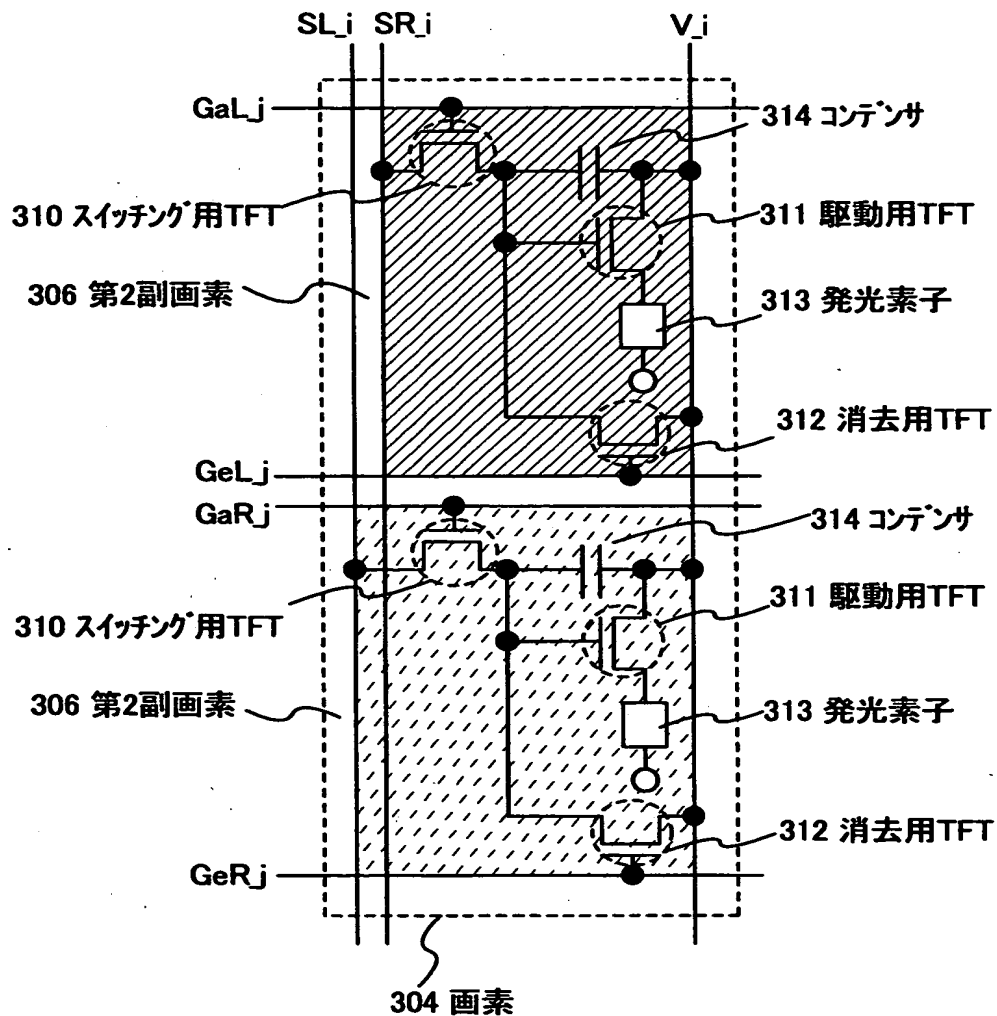 SL_i SR_i V_i
GaL_j
314 コンデンサ
310 スイッチング用TFT
311 駆動用TFT
306 第2副画素
313 発光素子
312 消去用TFT
GeL_j
GaR_j
314 コンデンサ
310 スイッチング用TFT
311 駆動用TFT
306 第2副画素
313 発光素子
312 消去用TFT
GeR_j
304 画素